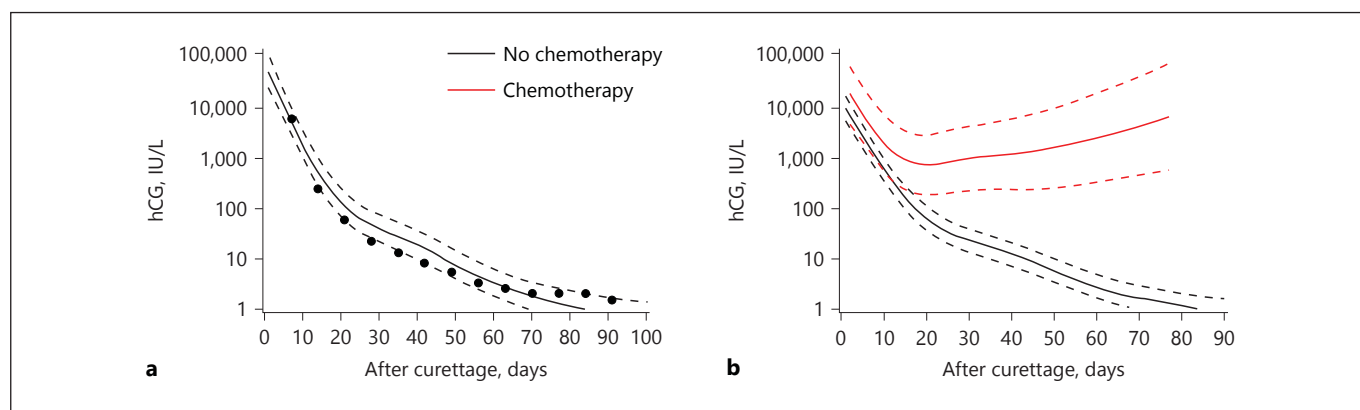 No chemotherapy
Chemotherapy
hCG, IU/L
100,000
10,000
1,000
100
10
1
0 10 20 30 40 50 60 70 80 90 100
After curettage, days
a
hCG, IU/L
100,000
10,000
1,000
100
10
1
0 10 20 30 40 50 60 70 80 90
After curettage, days
b